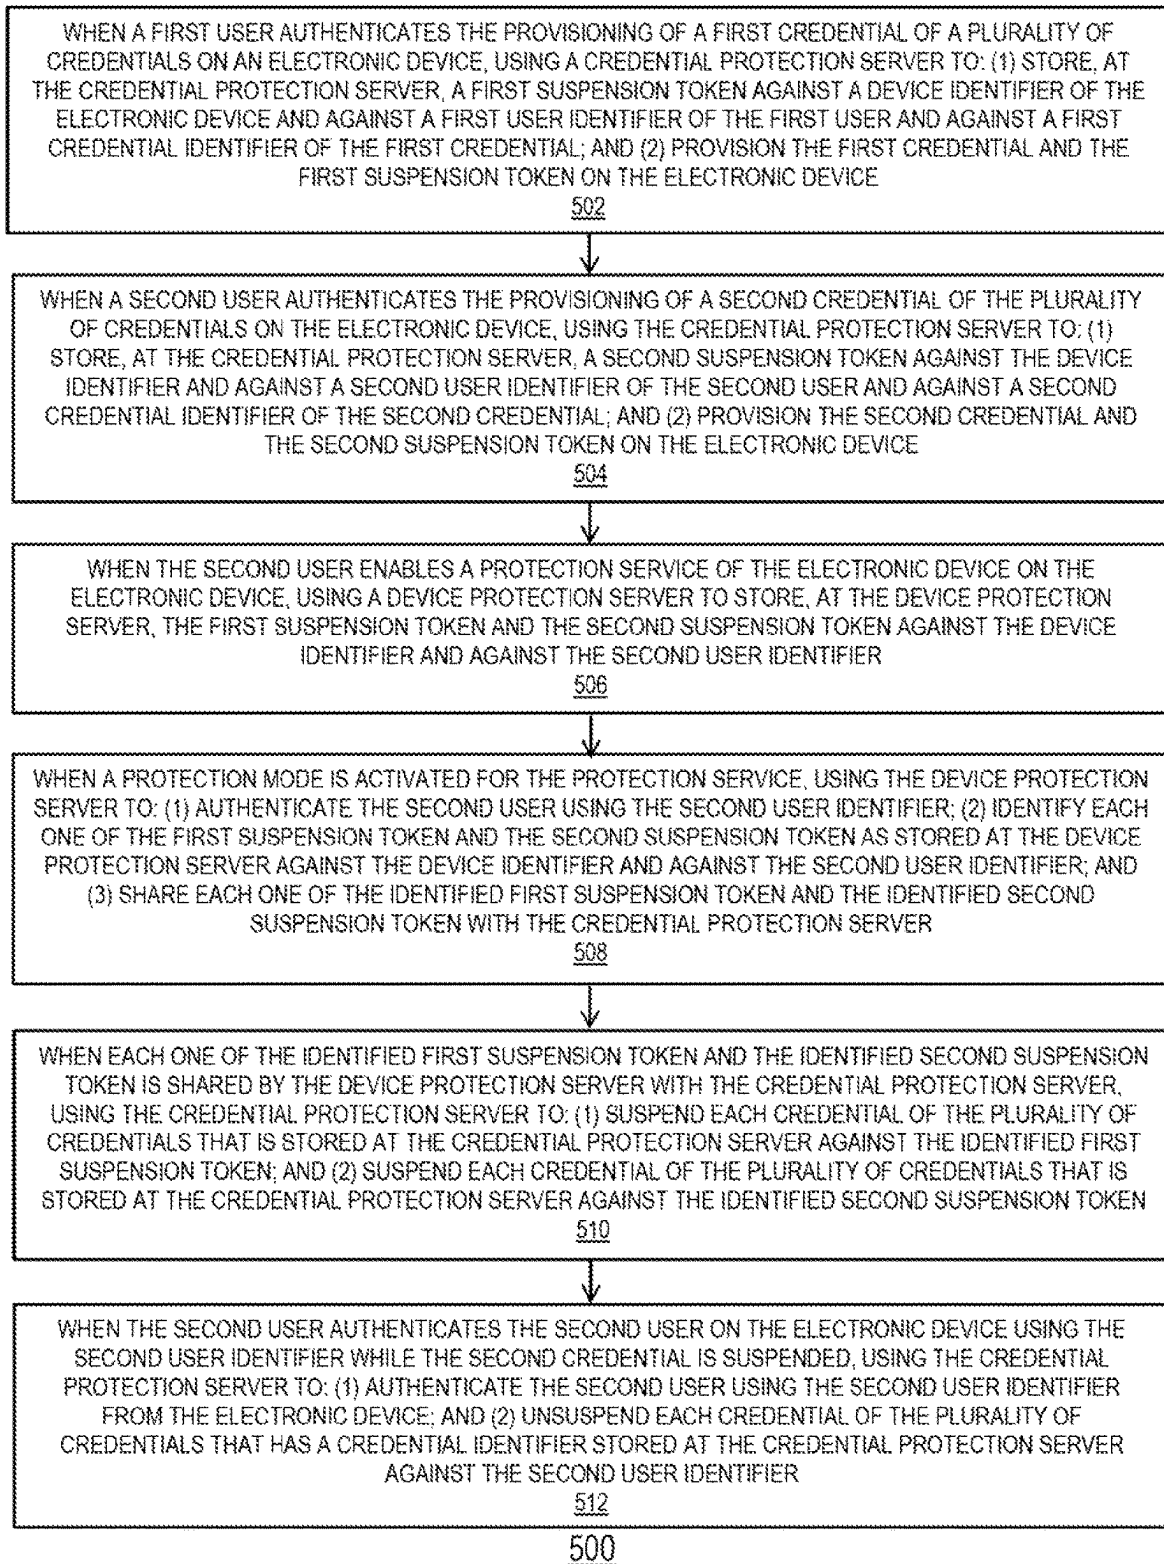 WHEN A FIRST USER AUTHENTICATES THE PROVISIONING OF A FIRST CREDENTIAL OF A PLURALITY OF
CREDENTIALS ON AN ELECTRONIC DEVICE, USING A CREDENTIAL PROTECTION SERVER TO: (1) STORE, AT
THE CREDENTIAL PROTECTION SERVER, A FIRST SUSPENSION TOKEN AGAINST A DEVICE IDENTIFIER OF THE
ELECTRONIC DEVICE AND AGAINST A FIRST USER IDENTIFIER OF THE FIRST USER AND AGAINST A FIRST
CREDENTIAL IDENTIFIER OF THE FIRST CREDENTIAL; AND (2) PROVISION THE FIRST CREDENTIAL AND THE
FIRST SUSPENSION TOKEN ON THE ELECTRONIC DEVICE
502
WHEN A SECOND USER AUTHENTICATES THE PROVISIONING OF A SECOND CREDENTIAL OF THE PLURALITY
OF CREDENTIALS ON THE ELECTRONIC DEVICE, USING THE CREDENTIAL PROTECTION SERVER TO: (1)
STORE, AT THE CREDENTIAL PROTECTION SERVER, A SECOND SUSPENSION TOKEN AGAINST THE DEVICE
IDENTIFIER AND AGAINST A SECOND USER IDENTIFIER OF THE SECOND USER AND AGAINST A SECOND
CREDENTIAL IDENTIFIER OF THE SECOND CREDENTIAL; AND (2) PROVISION THE SECOND CREDENTIAL AND
THE SECOND SUSPENSION TOKEN ON THE ELECTRONIC DEVICE
504
WHEN THE SECOND USER ENABLES A PROTECTION SERVICE OF THE ELECTRONIC DEVICE ON THE
ELECTRONIC DEVICE, USING A DEVICE PROTECTION SERVER TO STORE, AT THE DEVICE PROTECTION
SERVER, THE FIRST SUSPENSION TOKEN AND THE SECOND SUSPENSION TOKEN AGAINST THE DEVICE
IDENTIFIER AND AGAINST THE SECOND USER IDENTIFIER
506
WHEN A PROTECTION MODE IS ACTIVATED FOR THE PROTECTION SERVICE, USING THE DEVICE PROTECTION
SERVER TO: (1) AUTHENTICATE THE SECOND USER USING THE SECOND USER IDENTIFIER; (2) IDENTIFY EACH
ONE OF THE FIRST SUSPENSION TOKEN AND THE SECOND SUSPENSION TOKEN AS STORED AT THE DEVICE
PROTECTION SERVER AGAINST THE DEVICE IDENTIFIER AND AGAINST THE SECOND USER IDENTIFIER; AND
(3) SHARE EACH ONE OF THE IDENTIFIED FIRST SUSPENSION TOKEN AND THE IDENTIFIED SECOND
SUSPENSION TOKEN WITH THE CREDENTIAL PROTECTION SERVER
508
WHEN EACH ONE OF THE IDENTIFIED FIRST SUSPENSION TOKEN AND THE IDENTIFIED SECOND SUSPENSION
TOKEN IS SHARED BY THE DEVICE PROTECTION SERVER WITH THE CREDENTIAL PROTECTION SERVER,
USING THE CREDENTIAL PROTECTION SERVER TO: (1) SUSPEND EACH CREDENTIAL OF THE PLURALITY OF
CREDENTIALS THAT IS STORED AT THE CREDENTIAL PROTECTION SERVER AGAINST THE IDENTIFIED FIRST
SUSPENSION TOKEN; AND (2) SUSPEND EACH CREDENTIAL OF THE PLURALITY OF CREDENTIALS THAT IS
STORED AT THE CREDENTIAL PROTECTION SERVER AGAINST THE IDENTIFIED SECOND SUSPENSION TOKEN
510
WHEN THE SECOND USER AUTHENTICATES THE SECOND USER ON THE ELECTRONIC DEVICE USING THE
SECOND USER IDENTIFIER WHILE THE SECOND CREDENTIAL IS SUSPENDED, USING THE CREDENTIAL
PROTECTION SERVER TO: (1) AUTHENTICATE THE SECOND USER USING THE SECOND USER IDENTIFIER
FROM THE ELECTRONIC DEVICE; AND (2) UNSUSPEND EACH CREDENTIAL OF THE PLURALITY OF
CREDENTIALS THAT HAS A CREDENTIAL IDENTIFIER STORED AT THE CREDENTIAL PROTECTION SERVER
AGAINST THE SECOND USER IDENTIFIER
512
500